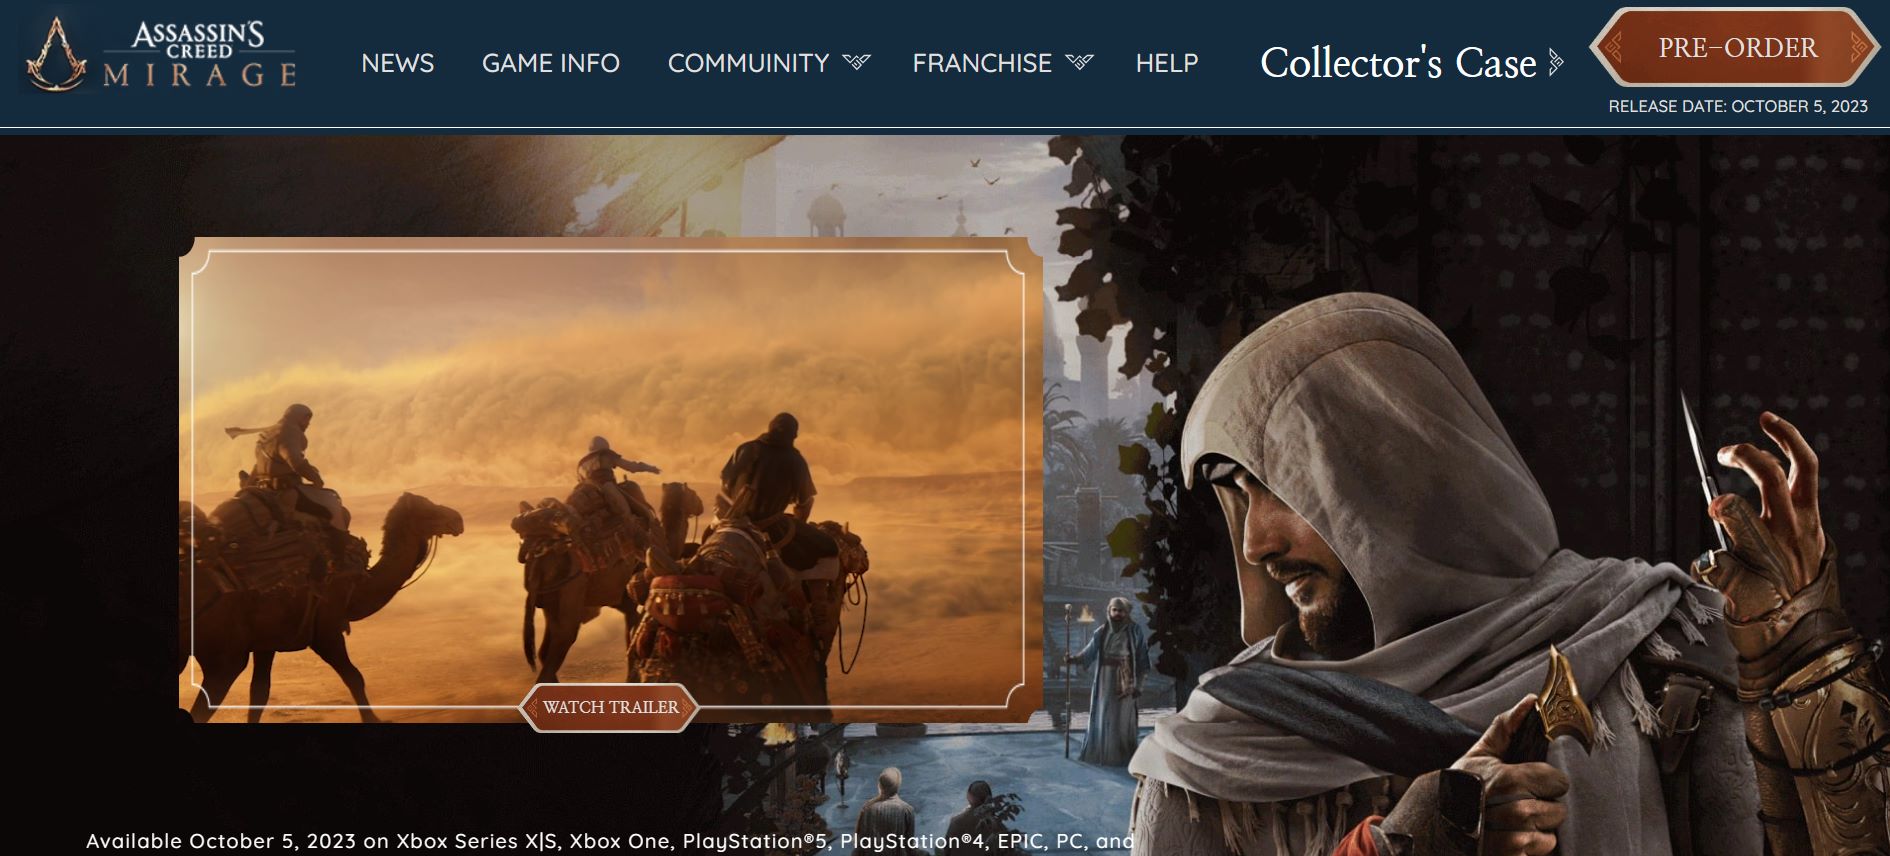 ASSASSIN'S
CREED
MIRAGE
NEWS
GAME INFO
COMMUINITY
FRANCHISE
HELP
Collector's Case
PRE-ORDER
RELEASE DATE: OCTOBER 5, 2023
WATCH TRAILER
Available October 5, 2023 on Xbox Series X|S, Xbox One, PlayStation®5, PlayStation®4, EPIC, PC, and